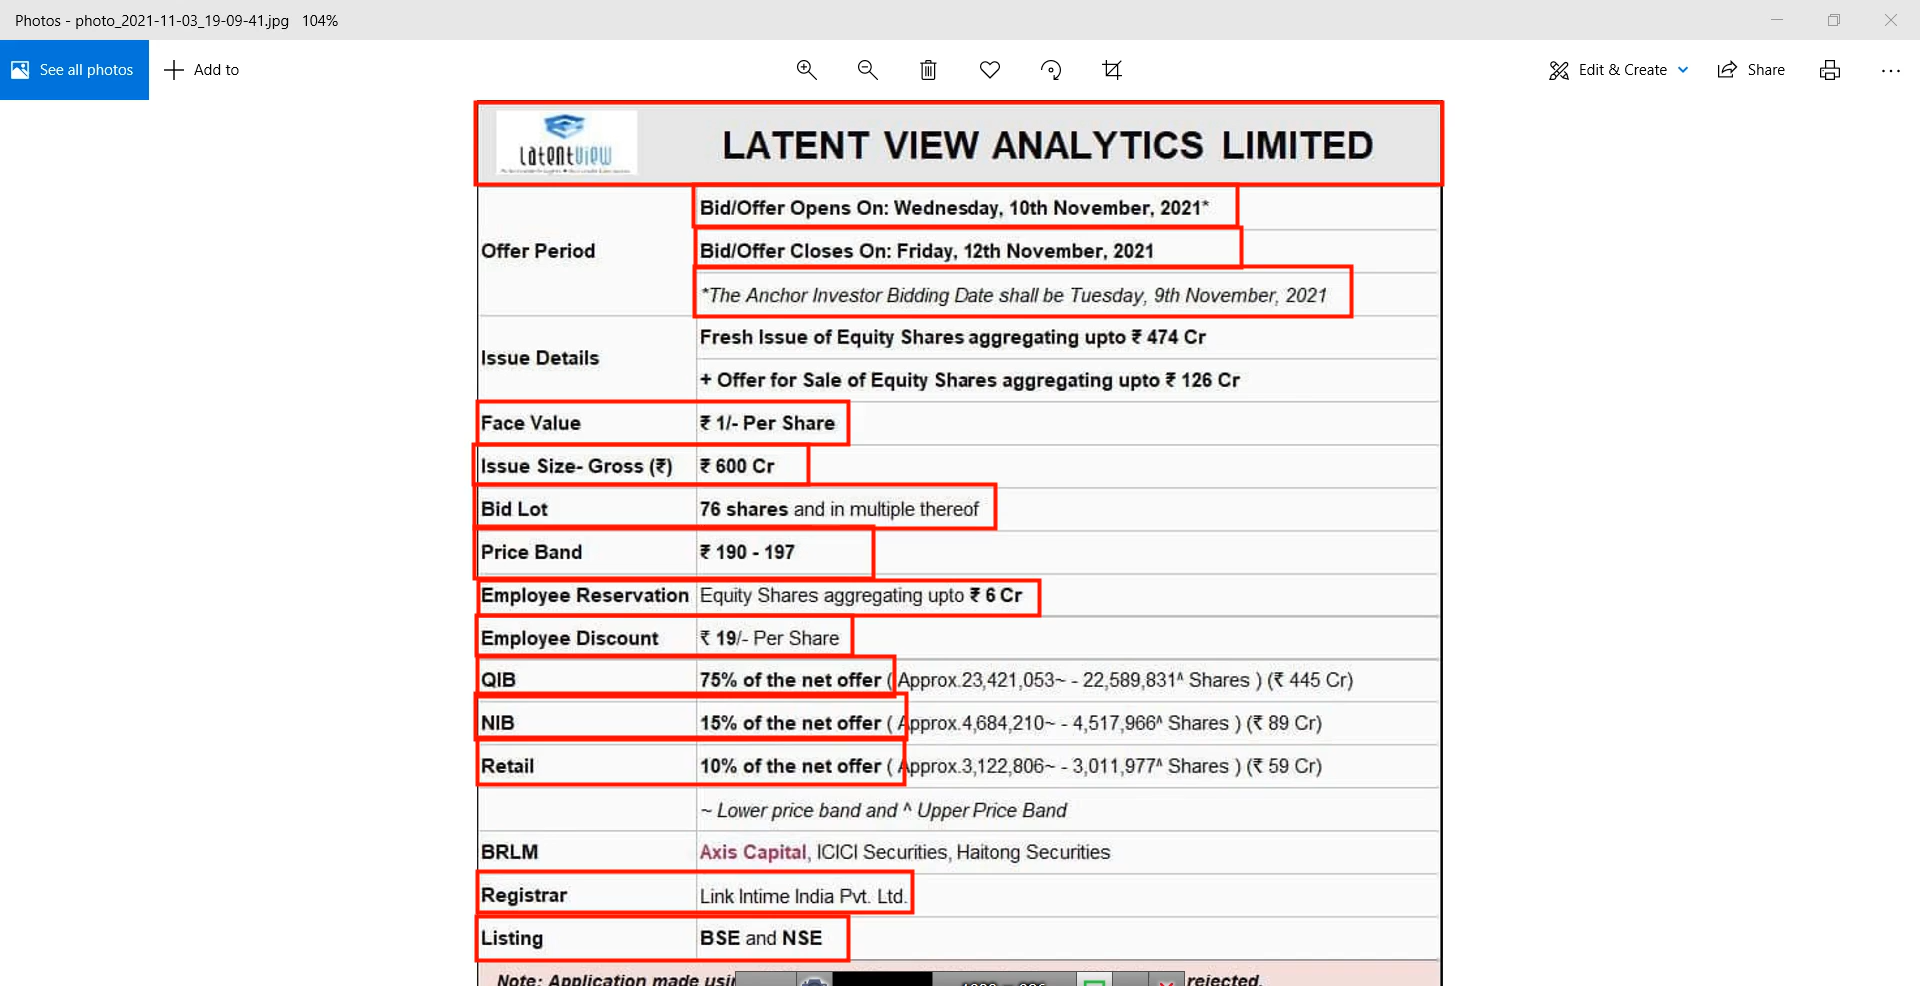 Photos - photo_2021-11-03_19-09-41.jpg   104%
See all photos
Add to
Edit & Create
Share
LatentView
LATENT VIEW ANALYTICS LIMITED
Offer Period
Bid/Offer Opens On: Wednesday, 10th November, 2021*
Bid/Offer Closes On: Friday, 12th November, 2021
*The Anchor Investor Bidding Date shall be Tuesday, 9th November, 2021
Issue Details
Fresh Issue of Equity Shares aggregating upto ₹ 474 Cr
+ Offer for Sale of Equity Shares aggregating upto ₹ 126 Cr
Face Value ₹ 1/- Per Share
Issue Size- Gross (₹) ₹ 600 Cr
Bid Lot 76 shares and in multiple thereof
Price Band ₹ 190 - 197
Employee Reservation Equity Shares aggregating upto ₹ 6 Cr
Employee Discount ₹ 19/- Per Share
QIB 75% of the net offer ( Approx.23,421,053~ - 22,589,831^ Shares ) (₹ 445 Cr)
NIB 15% of the net offer ( Approx.4,684,210~ - 4,517,966^ Shares ) (₹ 89 Cr)
Retail 10% of the net offer ( Approx.3,122,806~ - 3,011,977^ Shares ) (₹ 59 Cr)
~ Lower price band and ^ Upper Price Band
BRLM Axis Capital, ICICI Securities, Haitong Securities
Registrar Link Intime India Pvt. Ltd.
Listing BSE and NSE
Note: Application made rejected.